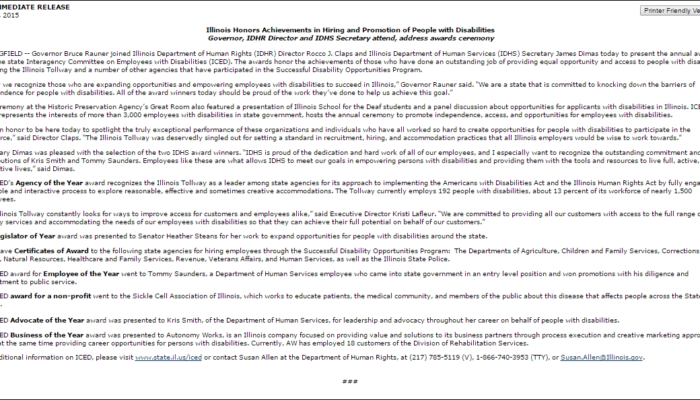 MMEDIATE RELEASE
, 2015
Printer Friendly Ve
Illinois Honors Achievements in Hiring and Promotion of People with Disabilities
Governor, IDHR Director and IDHS Secretary attend, address awards ceremony
GFIELD -- Governor Bruce Rauner joined Illinois Department of Human Rights (IDHR) Director Rocco J. Claps and Illinois Department of Human Services (IDHS) Secretary James Dimas today to present the annual aw
he state Interagency Committee on Employees with Disabilities (ICED). The awards honor the achievements of those who have done an outstanding job of providing equal opportunity and access to people with disa
ng the Illinois Tollway and a number of other agencies that have participated in the Successful Disability Opportunities Program.
we recognize those who are expanding opportunities and empowering employees with disabilities to succeed in Illinois," Governor Rauner said. "We are a state that is committed to knocking down the barriers of
ndence for people with disabilities. All of the award winners today should be proud of the work they've done to help us achieve this goal."
remony at the Historic Preservation Agency's Great Room also featured a presentation of Illinois School for the Deaf students and a panel discussion about opportunities for applicants with disabilities in Illinois. ICE
represents the interests of more than 3,000 employees with disabilities in state government, hosts the annual ceremony to promote independence, access, and opportunities for employees with disabilities.
n honor to be here today to spotlight the truly exceptional performance of these organizations and individuals who have all worked so hard to create opportunities for people with disabilities to participate in the
rce," said Director Claps. "The Illinois Tollway was deservedly singled out for setting a standard in recruitment, hiring, and accommodation practices that all Illinois employers would be wise to work towards."
ary Dimas was pleased with the selection of the two IDHS award winners. "IDHS is proud of the dedication and hard work of all of our employees, and I especially want to recognize the outstanding commitment and
butions of Kris Smith and Tommy Saunders. Employees like these are what allows IDHS to meet our goals in empowering persons with disabilities and providing them with the tools and resources to live full, active,
tive lives," said Dimas.
ED's Agency of the Year award recognizes the Illinois Tollway as a leader among state agencies for its approach to implementing the Americans with Disabilities Act and the Illinois Human Rights Act by fully engag
ble and interactive process to explore reasonable, effective and sometimes creative accommodations. The Tollway currently employs 192 people with disabilities, about 13 percent of its workforce of nearly 1,500
yees.
linois Tollway constantly looks for ways to improve access for customers and employees alike," said Executive Director Kristi Lafleur. "We are committed to providing all our customers with access to the full range o
y services and accommodating the needs of our employees with disabilities so that they can achieve their full potential on behalf of our customers."
gislator of Year award was presented to Senator Heather Steans for her work to expand opportunities for people with disabilities around the state.
ave Certificates of Award to the following state agencies for hiring employees through the Successful Disability Opportunities Program: The Departments of Agriculture, Children and Family Services, Corrections
, Natural Resources, Healthcare and Family Services, Revenue, Veterans Affairs, and Human Services, as well as the Illinois State Police.
ED award for Employee of the Year went to Tommy Saunders, a Department of Human Services employee who came into state government in an entry level position and won promotions with his diligence and
tment to public service.
ED award for a non-profit went to the Sickle Cell Association of Illinois, which works to educate patients, the medical community, and members of the public about this disease that affects people across the Stat
.
ED Advocate of the Year award was presented to Kris Smith, of the Department of Human Services, for leadership and advocacy throughout her career on behalf of people with disabilities.
ED Business of the Year award was presented to Autonomy Works, is an Illinois company focused on providing value and solutions to its business partners through process execution and creative marketing appro
t the same time providing career opportunities for persons with disabilities. Currently, AW has employed 18 customers of the Division of Rehabilitation Services.
ditional information on ICED, please visit www.state.il.us/iced or contact Susan Allen at the Department of Human Rights, at (217) 785-5119 (V), 1-866-740-3953 (TTY), or Susan.Allen@Illinois.gov.
###